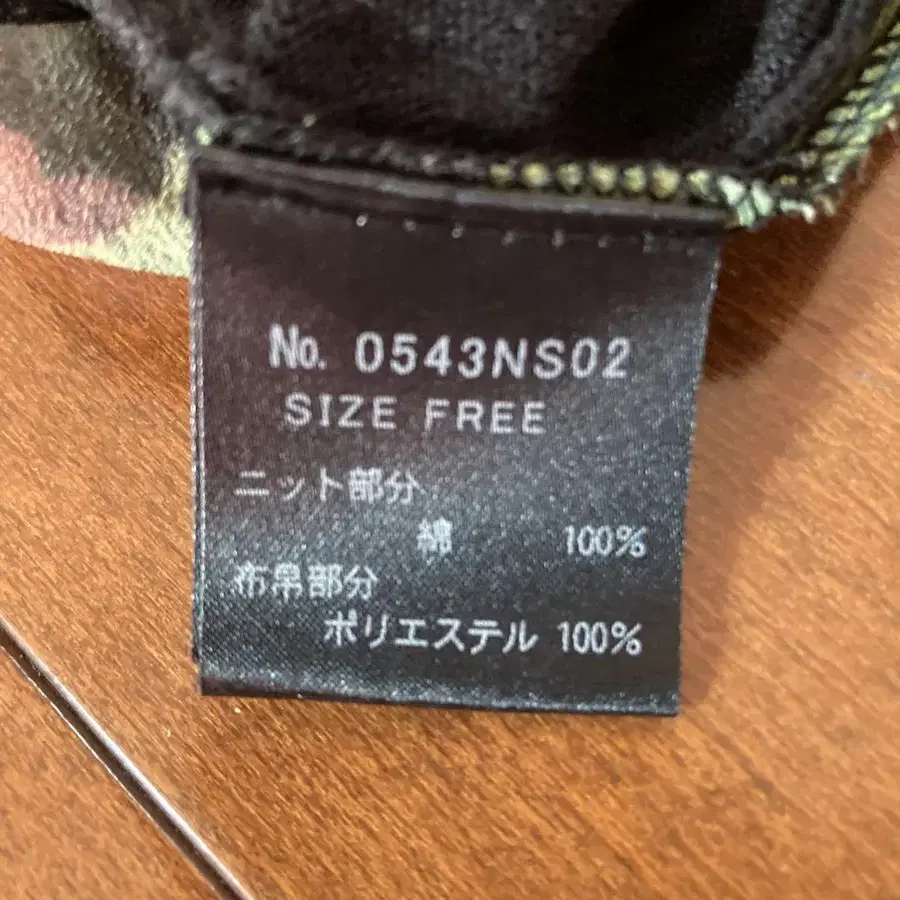 No. 0543NS02
SIZE FREE
ニット部分
綿 100%
布帛部分
ポリエステル 100%